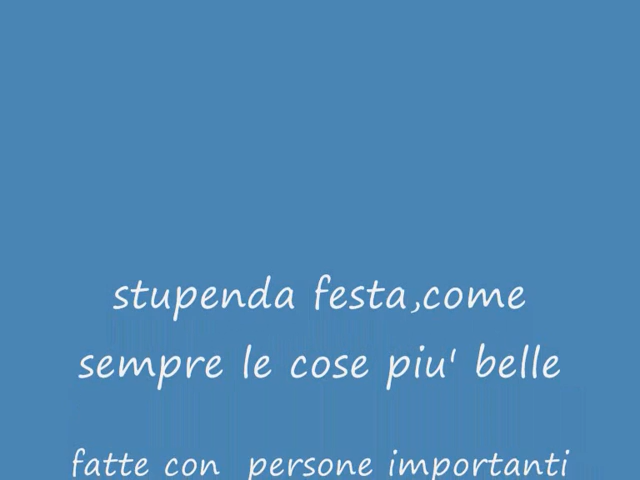 stupenda festa,come
sempre le cose piu' belle
fatte con persone importanti